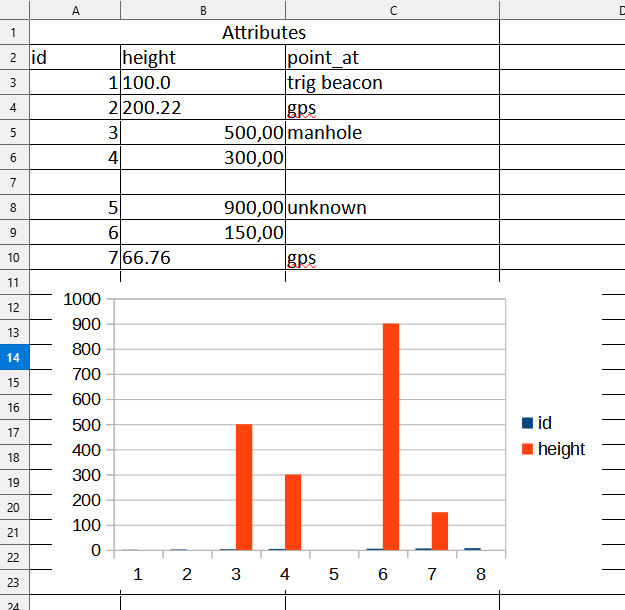 A B C D
1 Attributes
2 id height point_at
3 1 100.0 trig beacon
4 2 200.22 gps
5 3 500,00 manhole
6 4 300,00
7
8 5 900,00 unknown
9 6 150,00
10 7 66.76 gps
11
12
13
14
15
16
17
18
19
20
21
22
23
24
1000
900
800
700
600
500
400
300
200
100
0
1 2 3 4 5 6 7 8
id
height